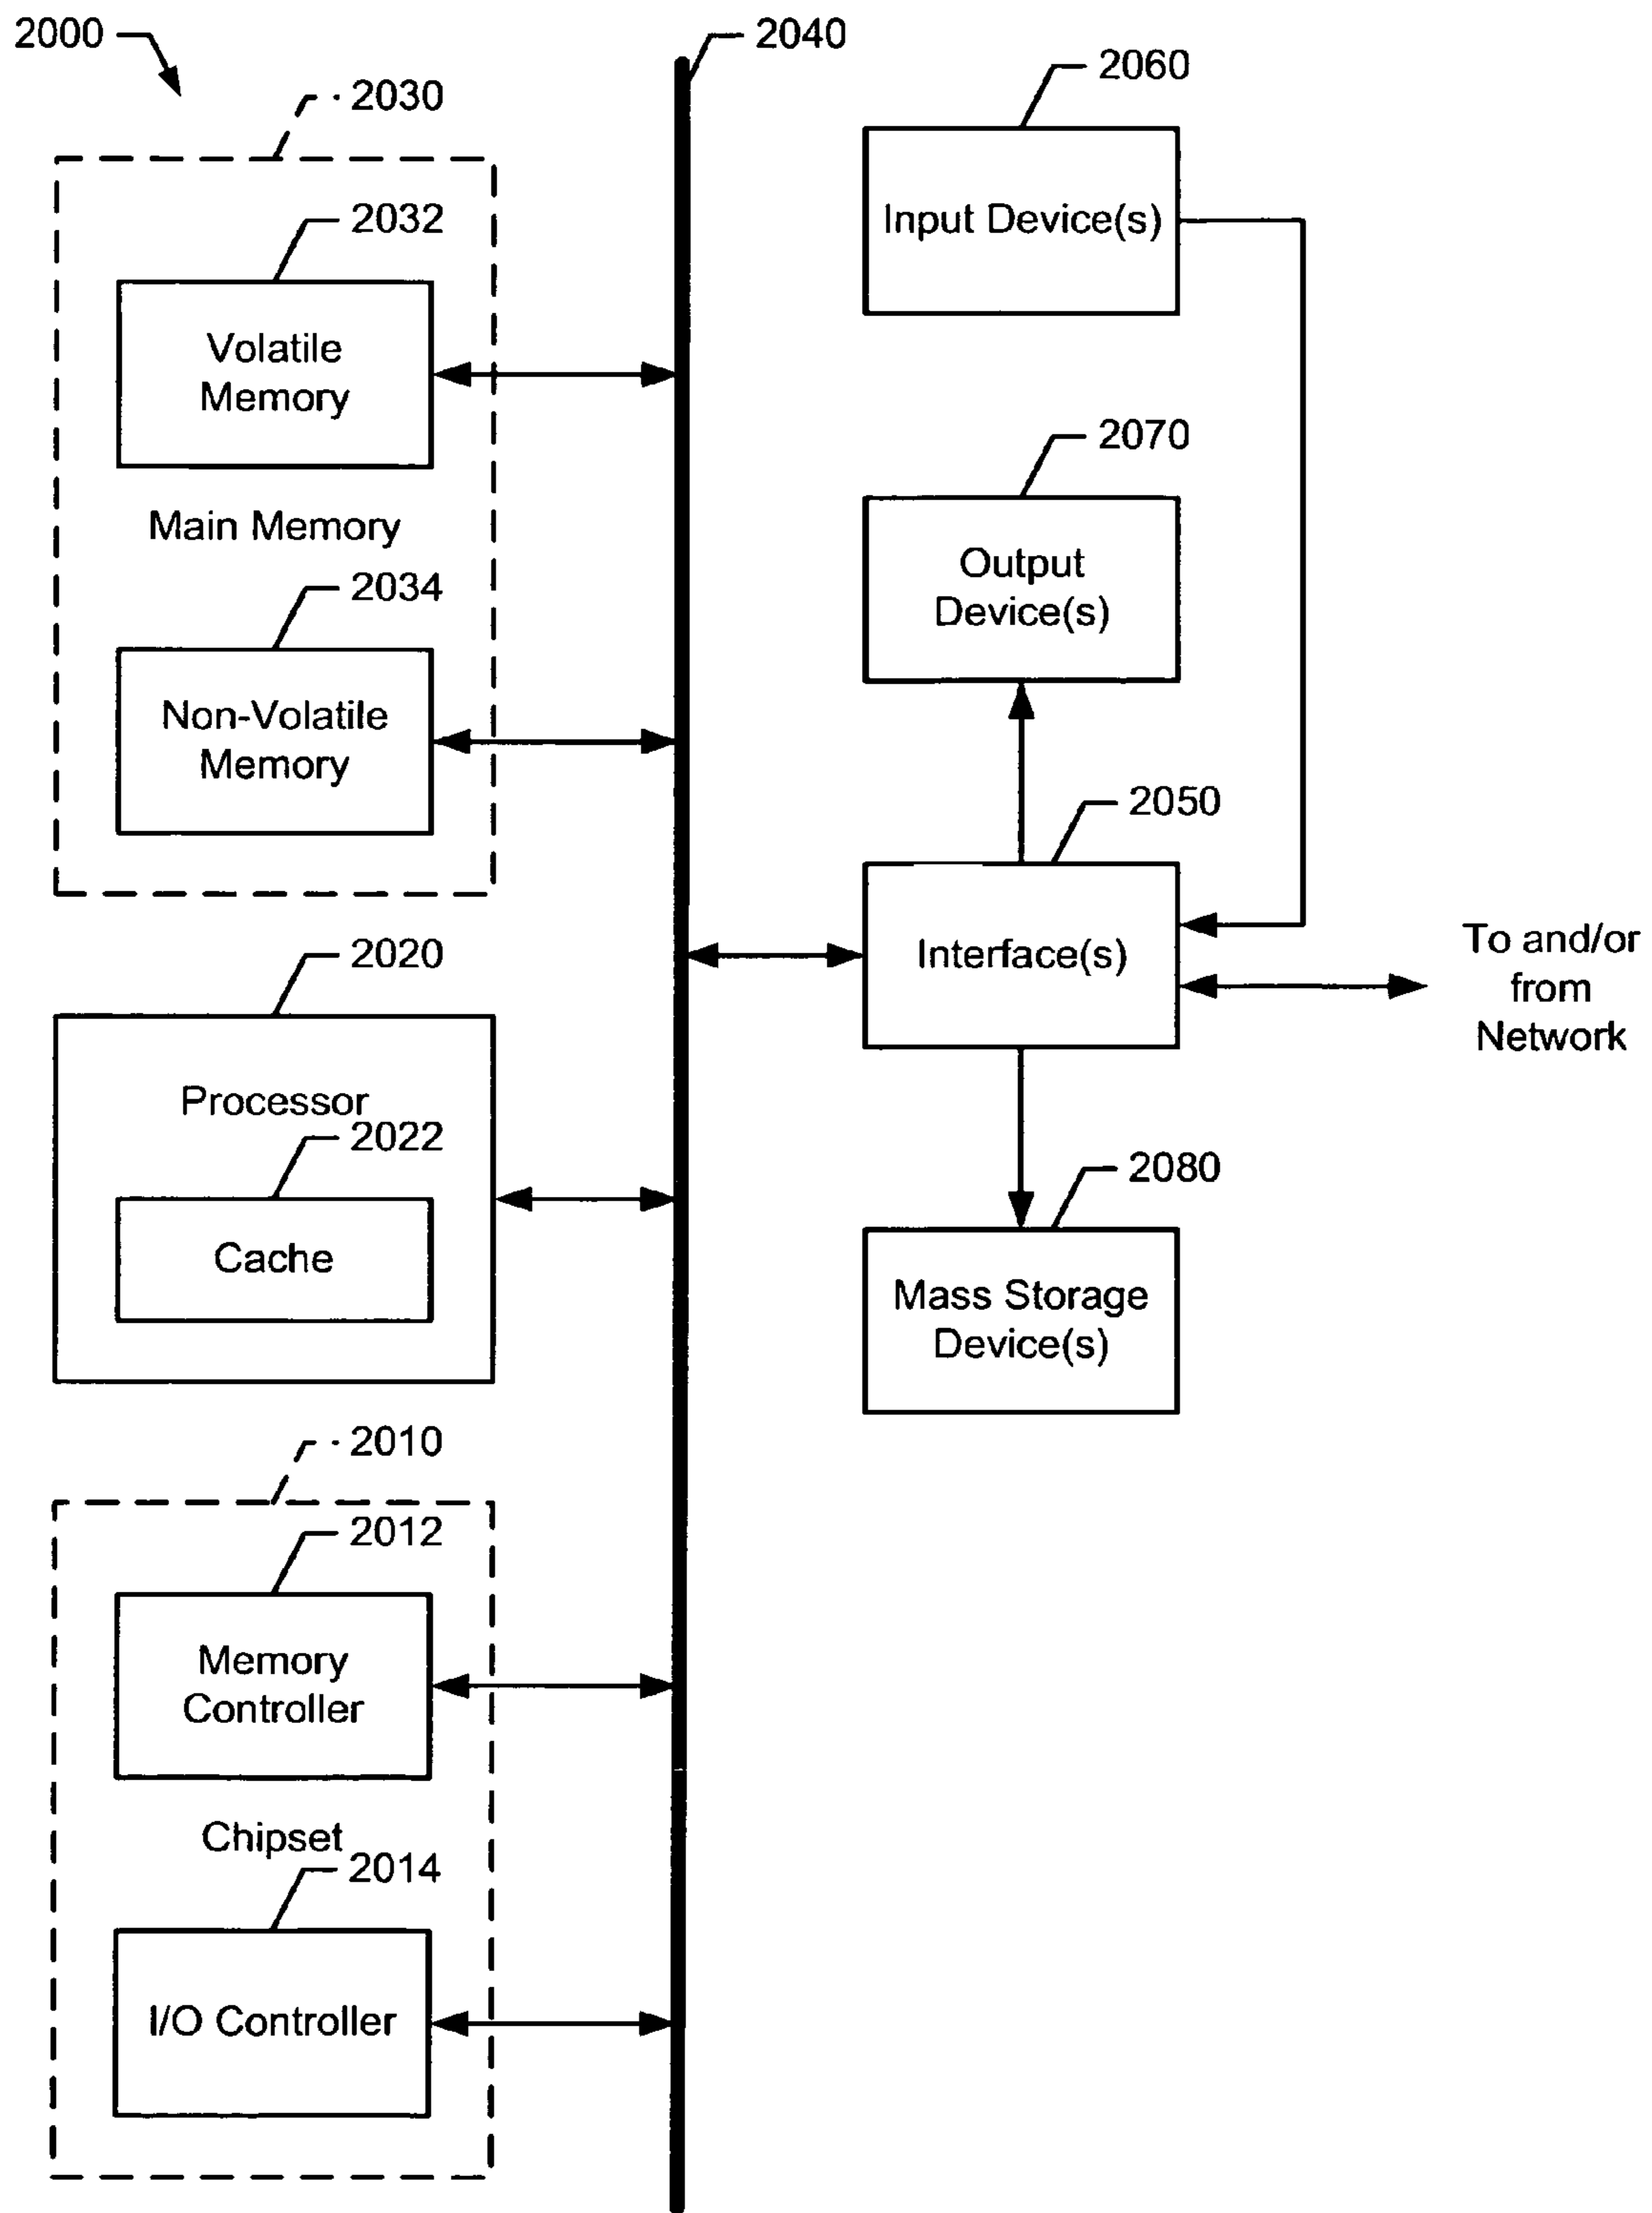 2000
2040
2060
2030
Input Device(s)
2032
Volatile
Memory
2070
Main Memory
Output
Device(s)
2034
Non-Volatile
Memory
2050
Interface(s)
To and/or
from
Network
2020
Processor
2022
Cache
2080
Mass Storage
Device(s)
2010
2012
Memory
Controller
Chipset
2014
I/O Controller